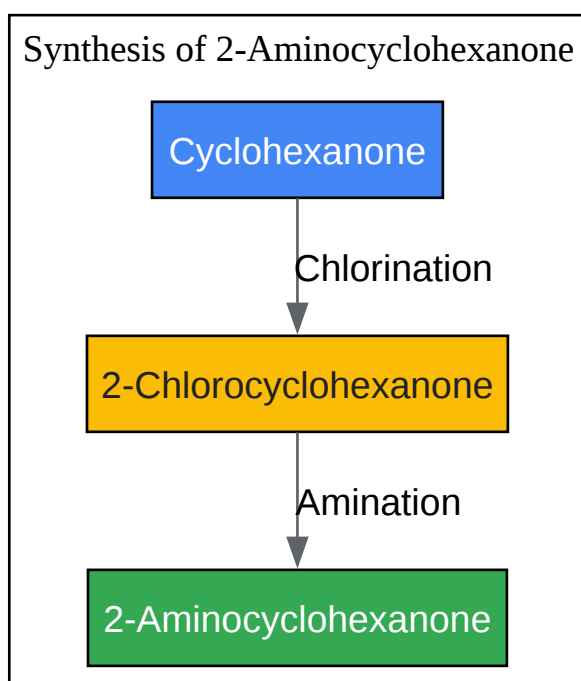 Synthesis of 2-Aminocyclohexanone
Cyclohexanone
Chlorination
2-Chlorocyclohexanone
Amination
2-Aminocyclohexanone